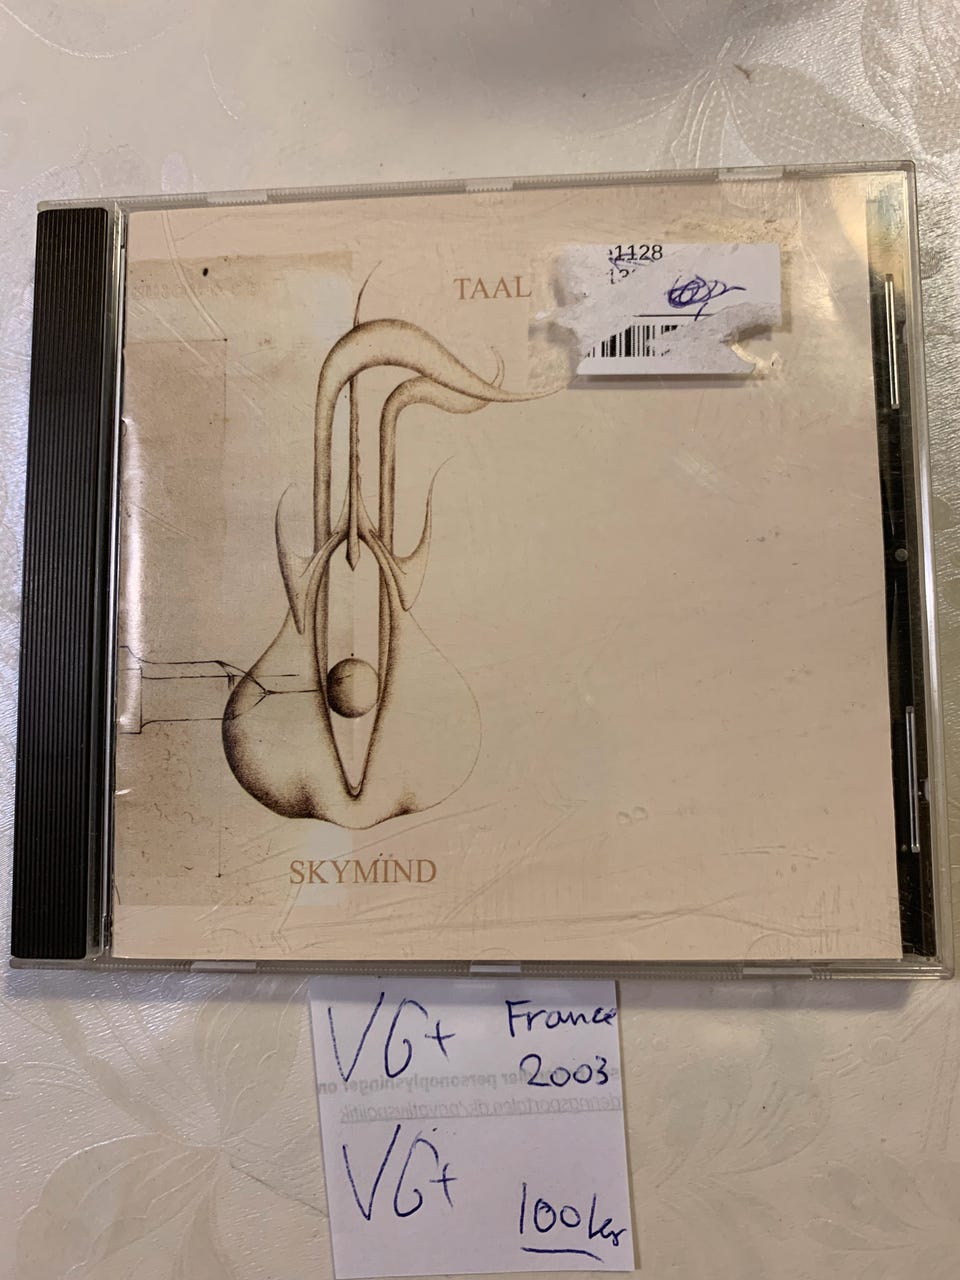 TAAL
1128
SKYMIND
VG+
France
2003
VG+
100kr